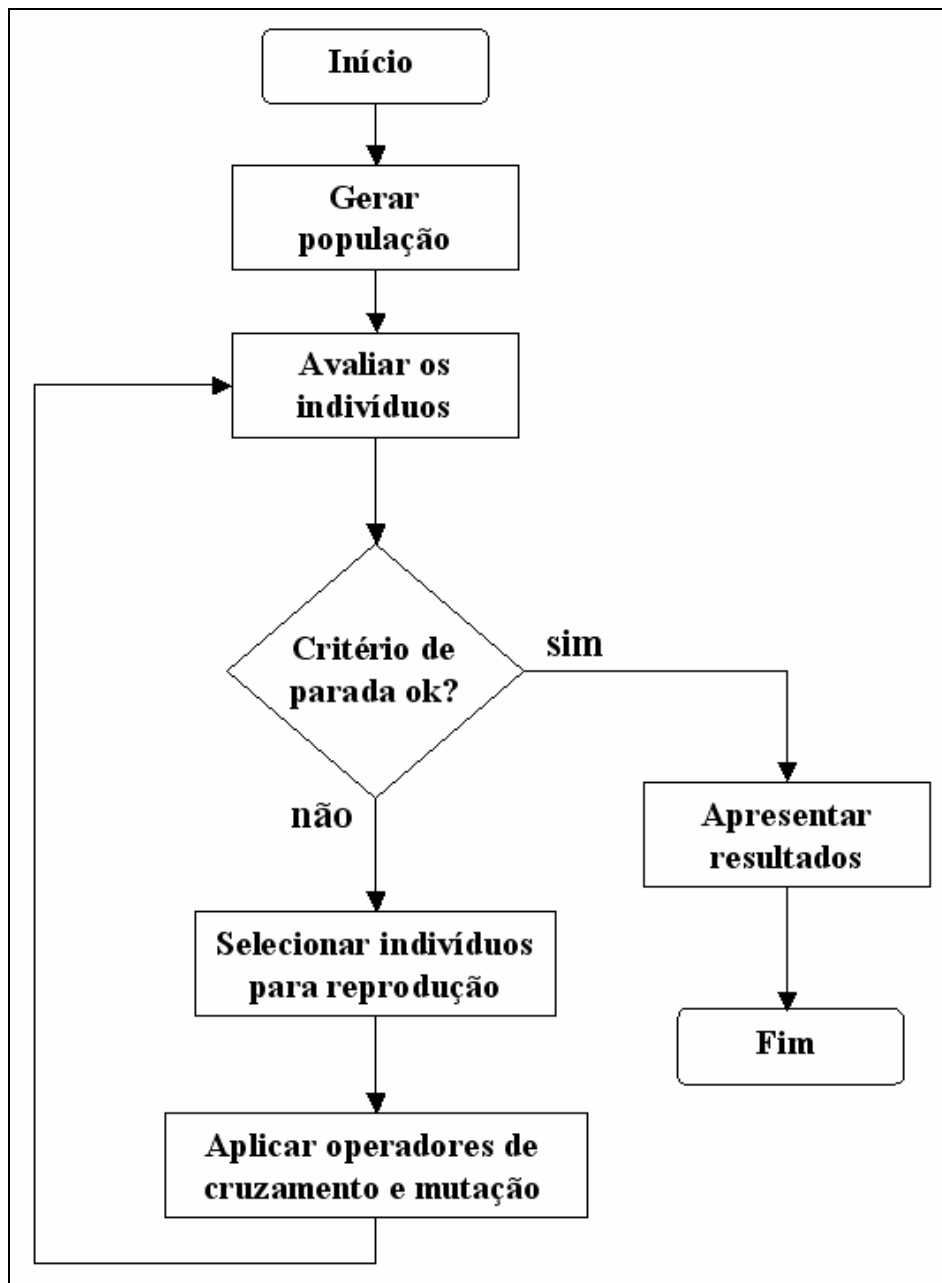 Início
Gerar
população
Avaliar os
indivíduos
Critério de
parada ok?
sim
não
Apresentar
resultados
Selecionar indivíduos
para reprodução
Fim
Aplicar operadores de
cruzamento e mutação